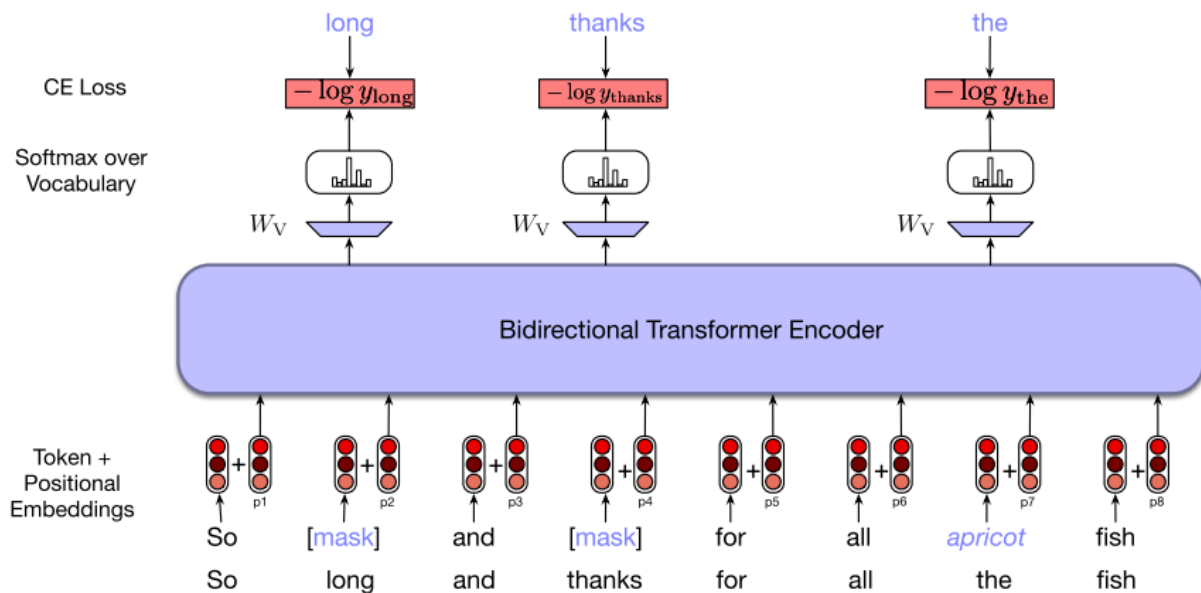 long thanks the
CE Loss − log y_long − log y_thanks − log y_the
Softmax over
Vocabulary
W_V W_V W_V
Bidirectional Transformer Encoder
Token +
Positional
Embeddings
+ + + + + + + +
p1 p2 p3 p4 p5 p6 p7 p8
So [mask] and [mask] for all apricot fish
So long and thanks for all the fish